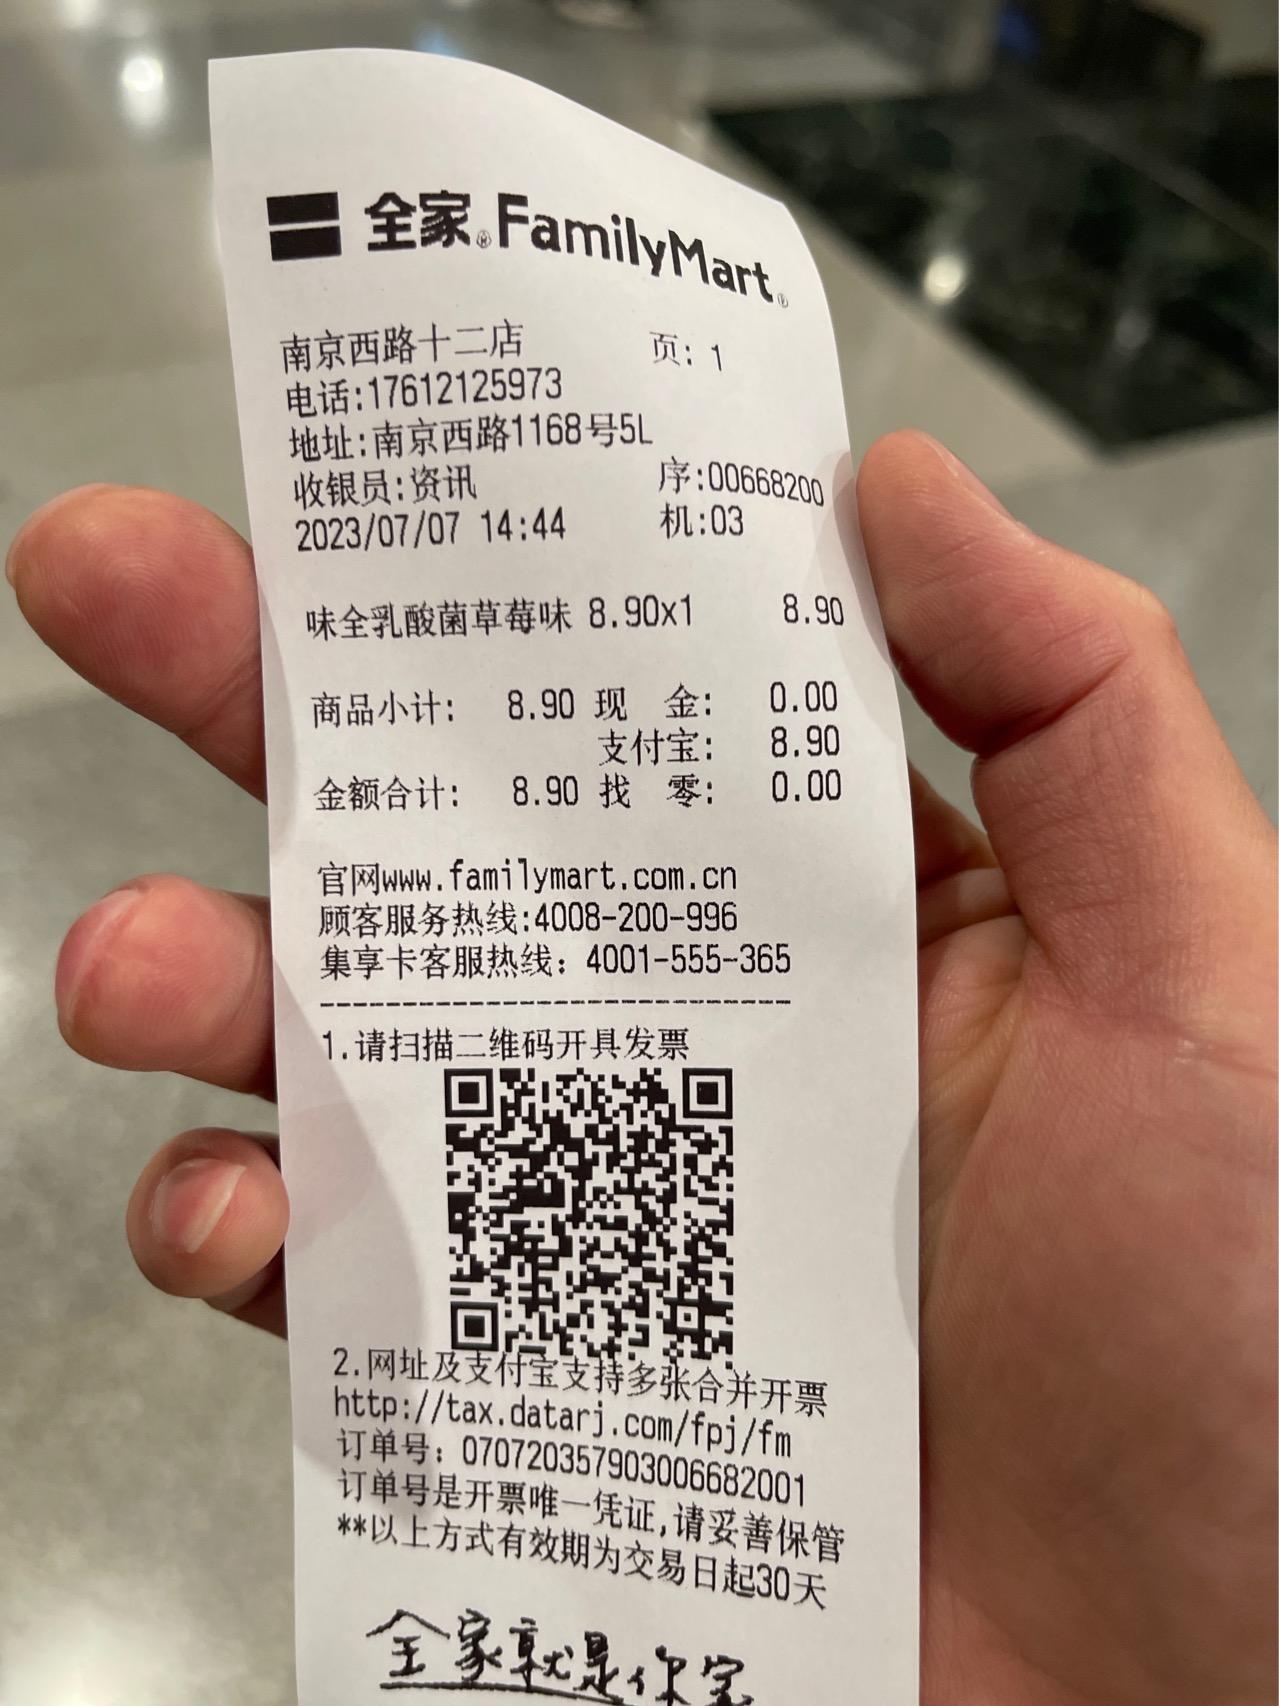 全家® FamilyMart®
南京西路十二店 页: 1
电话:17612125973
地址:南京西路1168号5L
收银员:资讯 序:00668200
2023/07/07 14:44 机:03
味全乳酸菌草莓味 8.90x1 8.90
商品小计: 8.90 现 金: 0.00
支付宝: 8.90
金额合计: 8.90 找 零: 0.00
官网www.familymart.com.cn
顾客服务热线:4008-200-996
集享卡客服热线: 4001-555-365
1.请扫描二维码开具发票
2.网址及支付宝支持多张合并开票
http://tax.datarj.com/fpj/fm
订单号: 070720357903006682001
订单号是开票唯一凭证,请妥善保管
**以上方式有效期为交易日起30天
全家就是你家